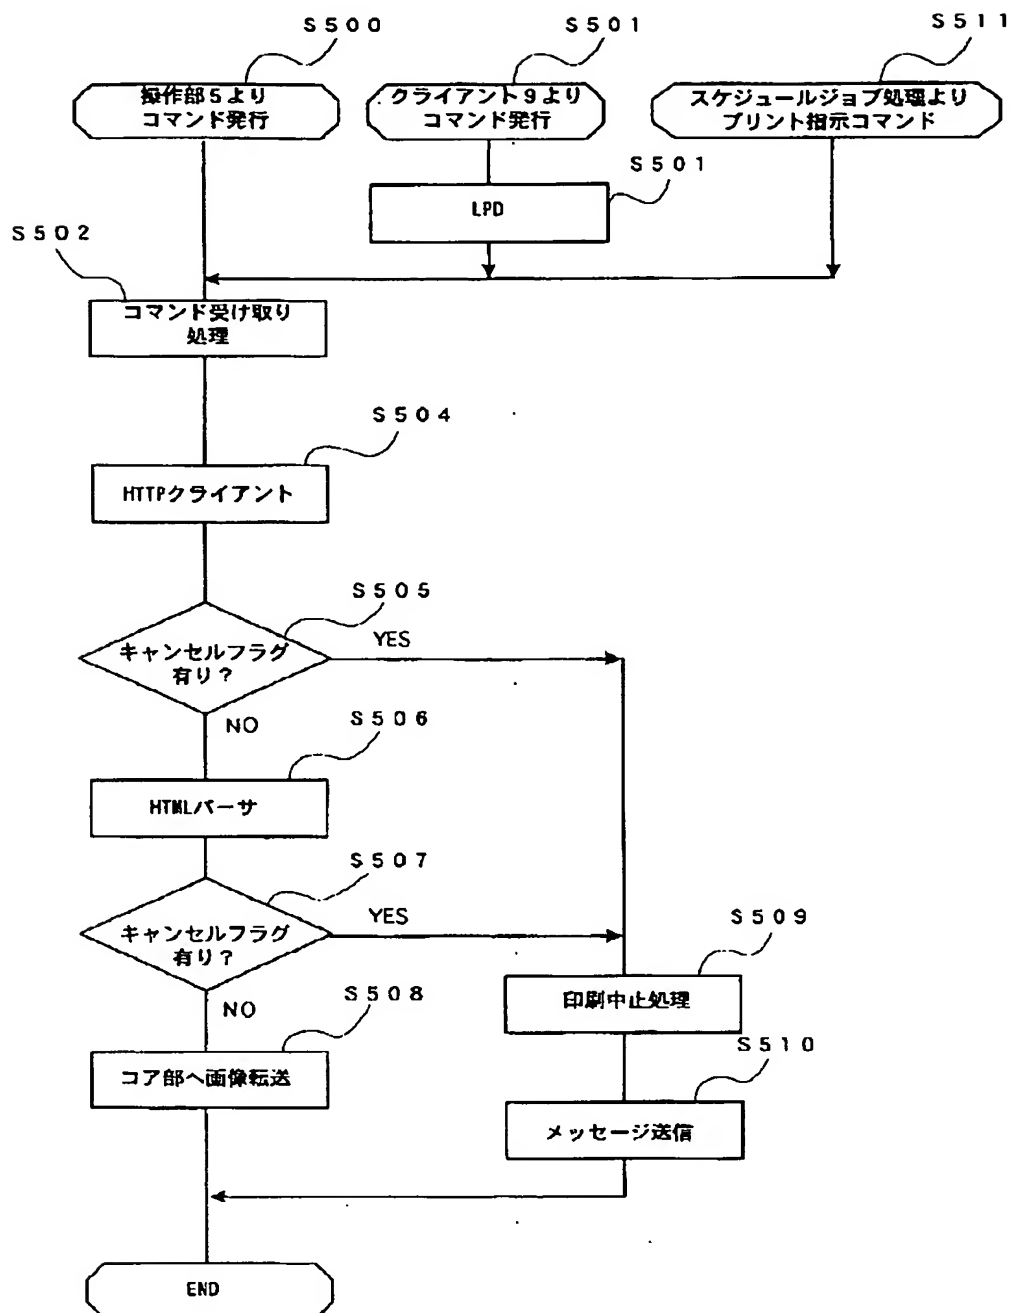 S500
S501
S511
操作部5より
コマンド発行
クライアント9より
コマンド発行
スケジュールジョブ処理より
プリント指示コマンド
S501
LPD
S502
コマンド受け取り
処理
S504
HTTPクライアント
S505
キャンセルフラグ
有り?
YES
NO
S506
HTMLパーサ
S507
キャンセルフラグ
有り?
YES
NO
S509
印刷中止処理
S508
コア部へ画像転送
S510
メッセージ送信
END